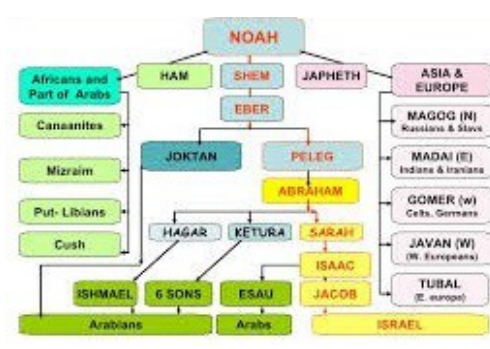 NOAH
Africans and
Part of Arabs
HAM
SHEM
JAPHETH
ASIA &
EUROPE
EBER
Canaanites
MAGOG (N)
Russians & Slavs
JOKTAN
PELEG
MADAI (E)
Indians & Iranians
Mizraim
ABRAHAM
Put- Libians
GOMER (w)
Celts, Germans
HAGAR
KETURA
SARAH
Cush
JAVAN (W)
(W. Europeans)
ISAAC
TUBAL
(E. europe)
ISHMAEL
6 SONS
ESAU
JACOB
Arabians
Arabs
ISRAEL